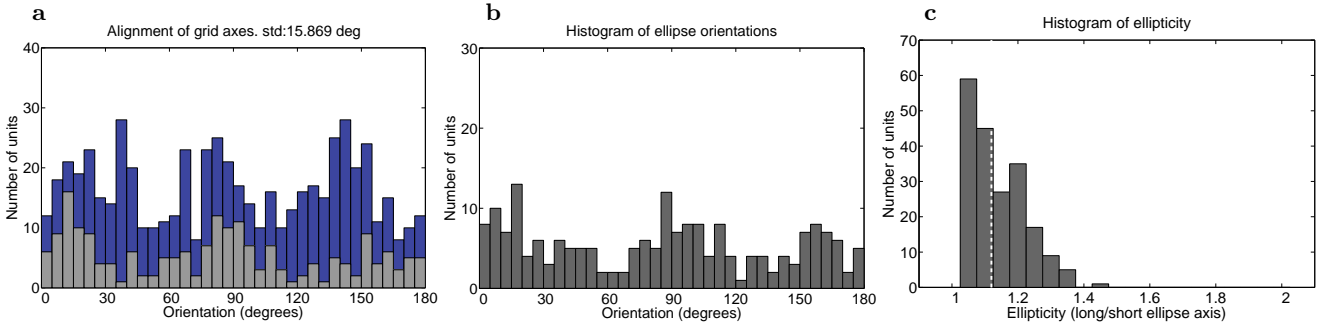 a
Alignment of grid axes. std:15.869 deg
40
30
20
10
0
Number of units
0 30 60 90 120 150 180
Orientation (degrees)
b
Histogram of ellipse orientations
30
20
10
0
Number of units
0 30 60 90 120 150 180
Orientation (degrees)
c
Histogram of ellipticity
70
60
50
40
30
20
10
0
Number of units
1 1.2 1.4 1.6 1.8 2
Ellipticity (long/short ellipse axis)